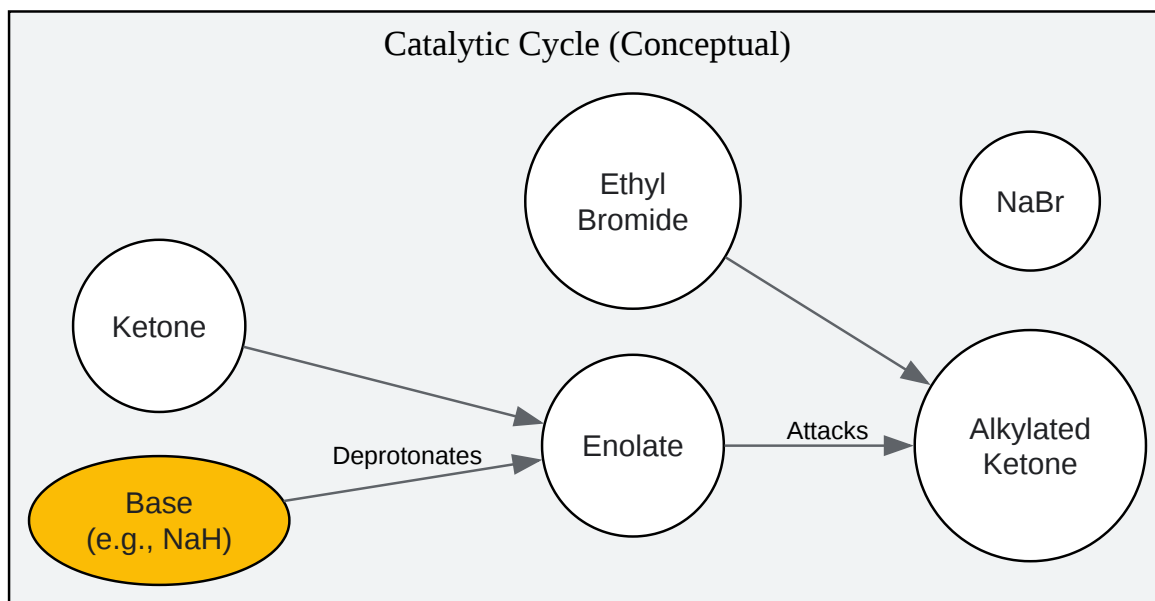 Catalytic Cycle (Conceptual)
Ethyl
Bromide
NaBr
Ketone
Deprotonates
Enolate
Attacks
Alkylated
Ketone
Base
(e.g., NaH)